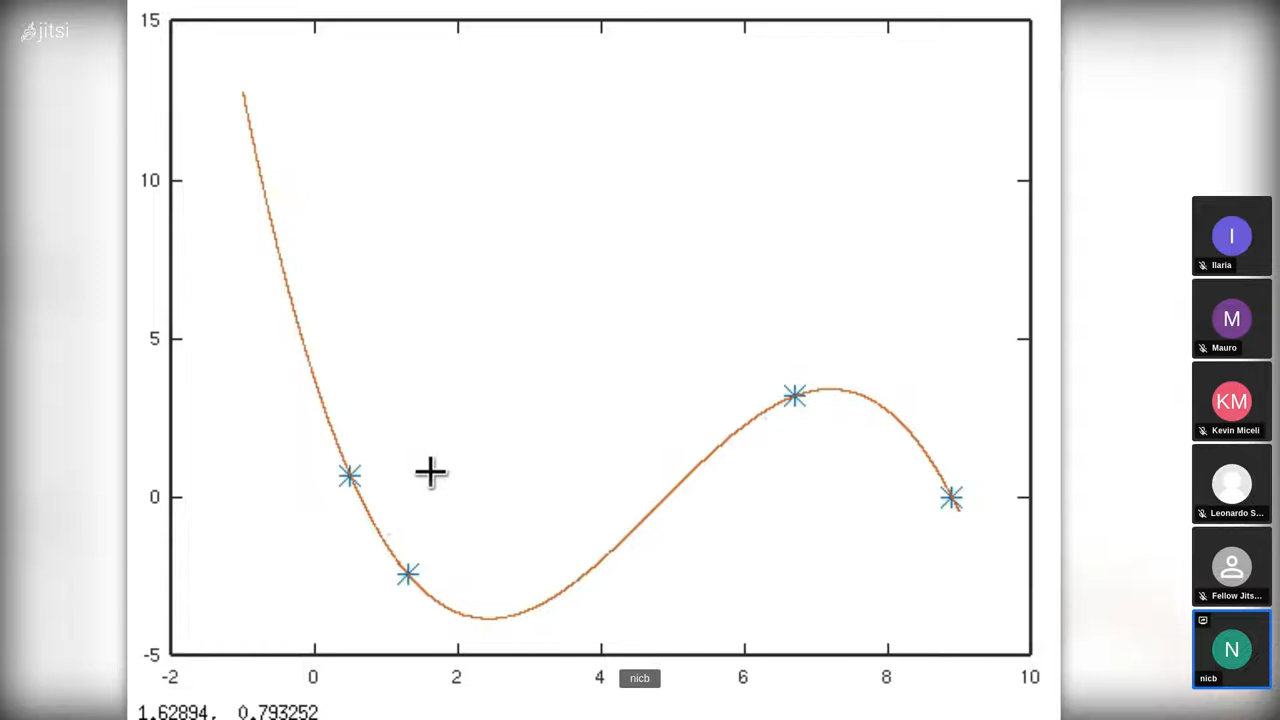 jitsi
15
10
5
0
-5
-2 0 2 4 6 8 10
1.62894, 0.793252
nicb
I
Ilaria
M
Mauro
KM
Kevin Miceli
Leonardo S...
Fellow Jits...
N
nicb